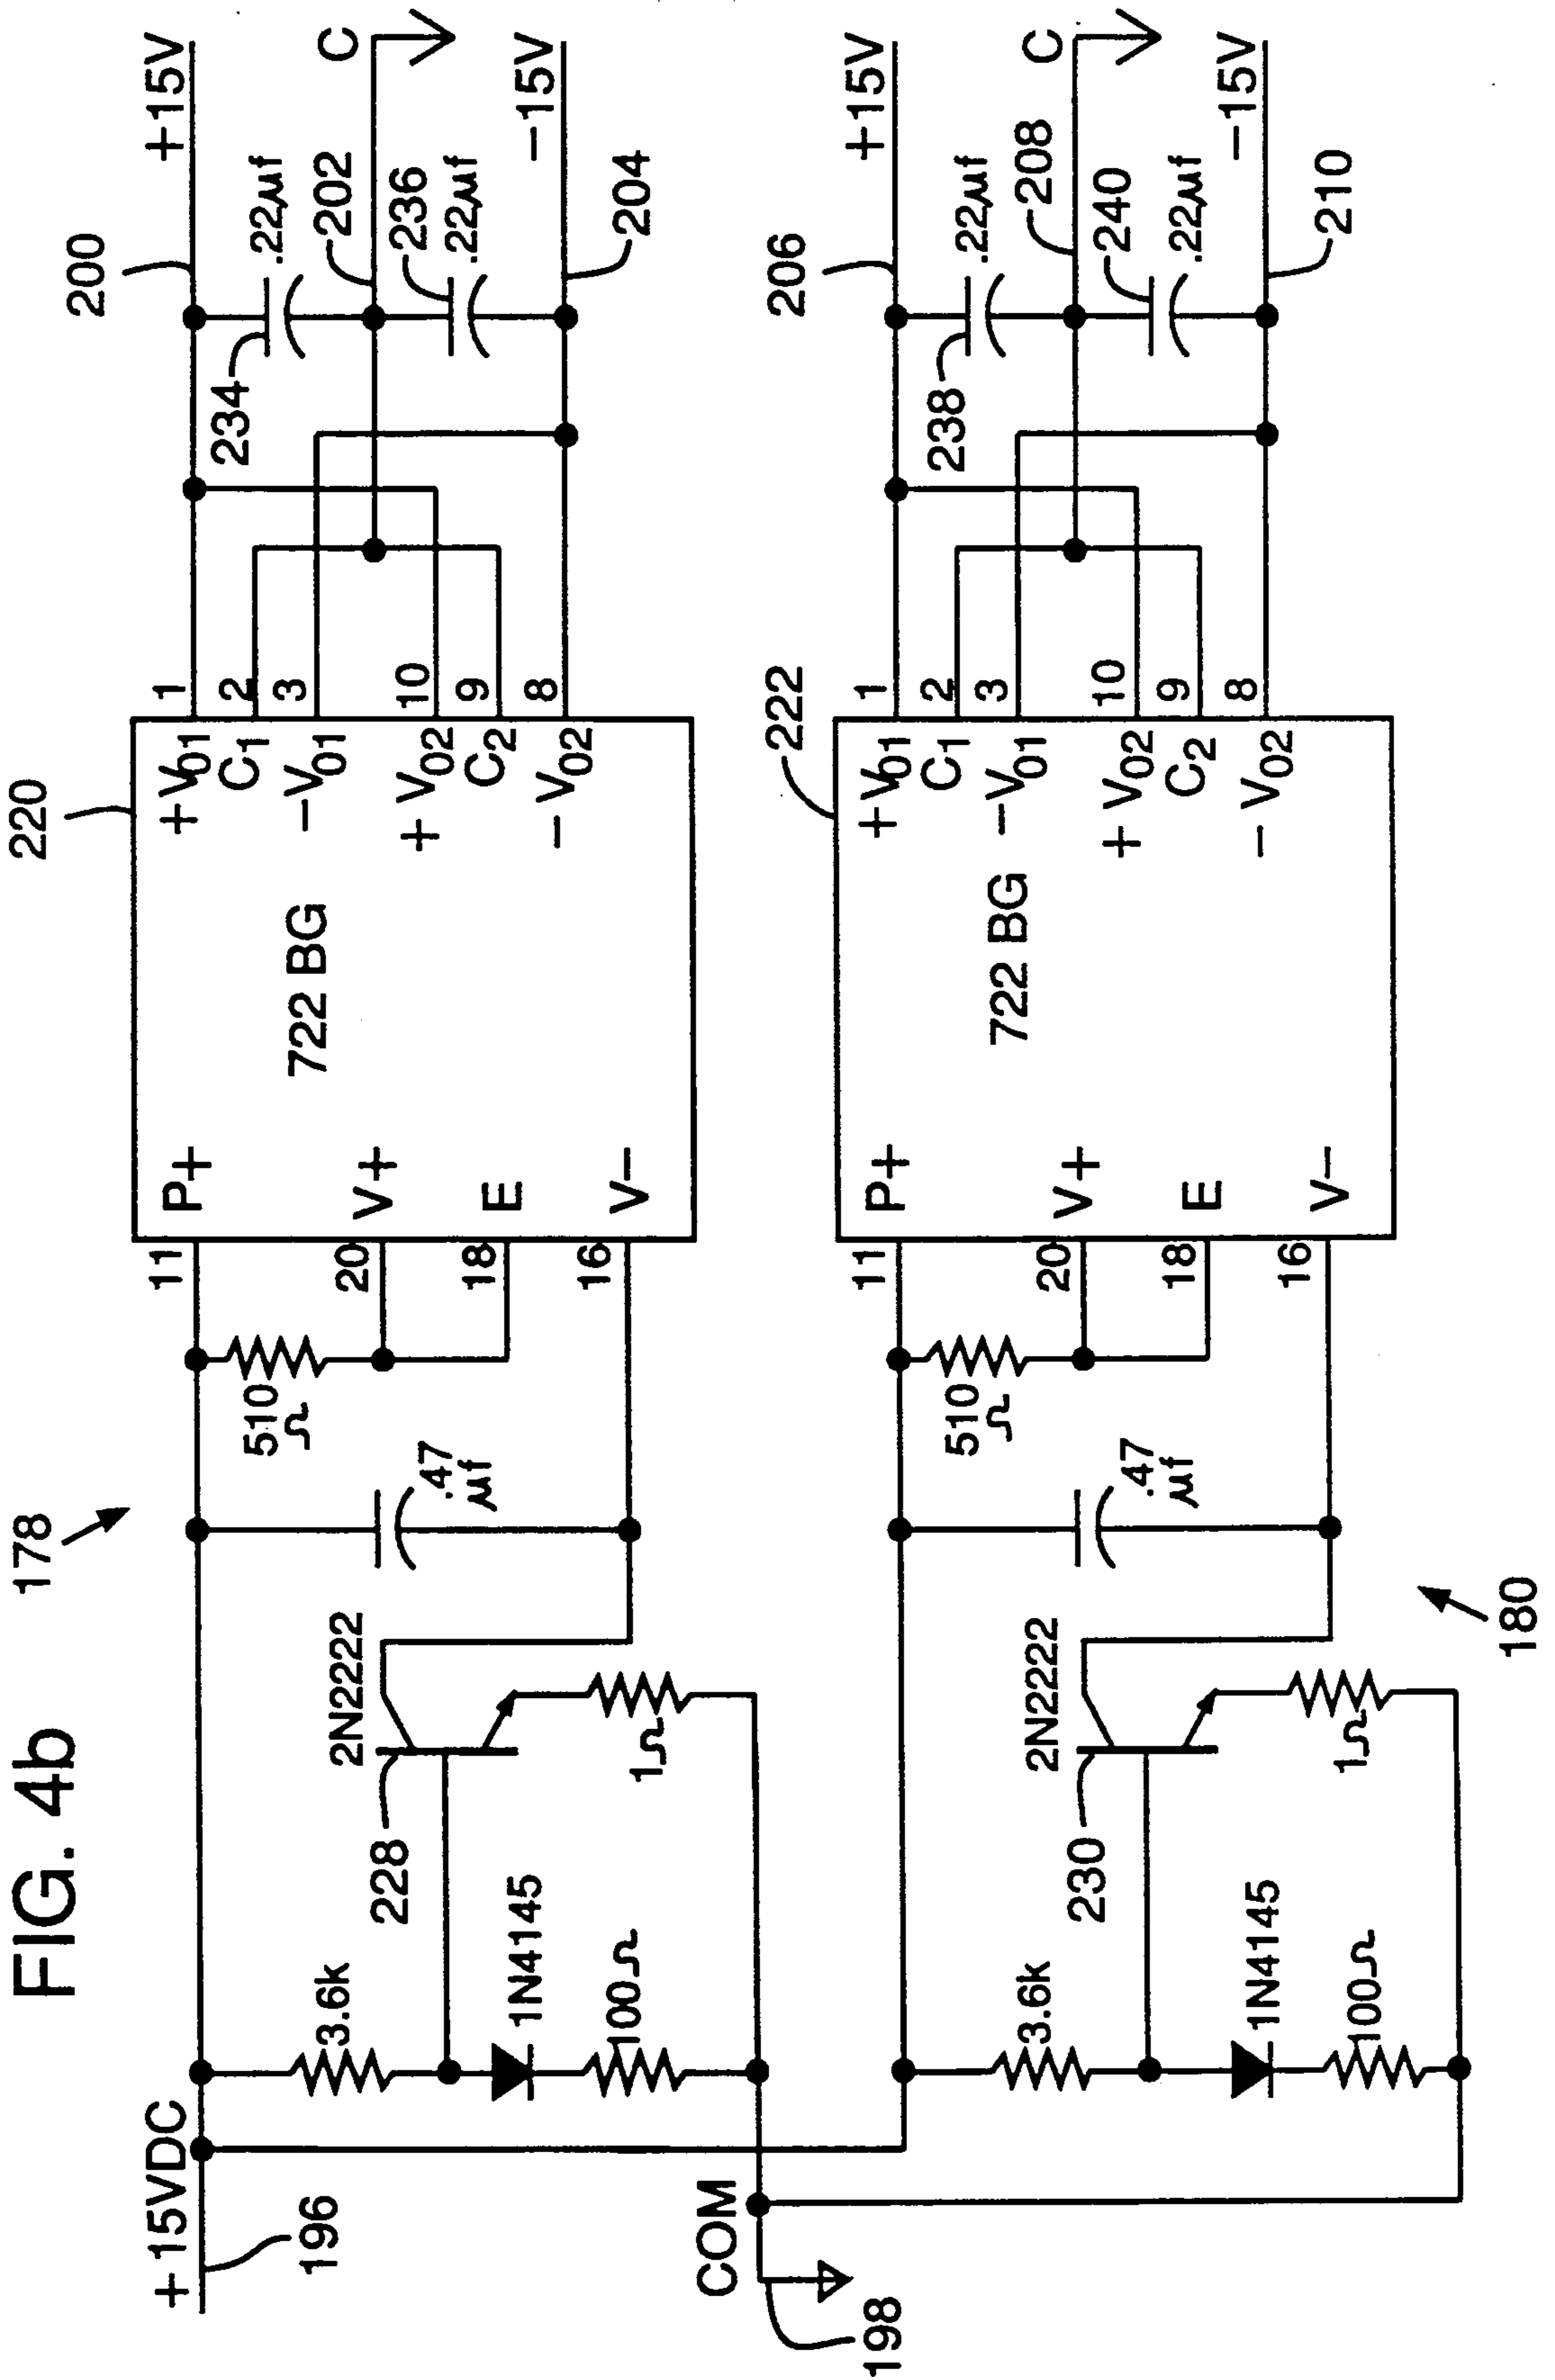 FIG. 4b
178
+15VDC
196
3.6k
1N4145
100Ω
228
2N2222
1Ω
.47
μf
510
Ω
11
20
18
16
P+
V+
E
V−
220
722 BG
+V01
C1
−V01
+V02
C2
−V02
1
2
3
10
9
8
200
+15V
234
.22μf
202
C
236
.22μf
−15V
204
COM
198
3.6k
1N4145
100Ω
230
2N2222
1Ω
.47
μf
180
510
Ω
11
20
18
16
P+
V+
E
V−
222
722 BG
+V01
C1
−V01
+V02
C2
−V02
1
2
3
10
9
8
206
+15V
238
.22μf
208
C
240
.22μf
−15V
210